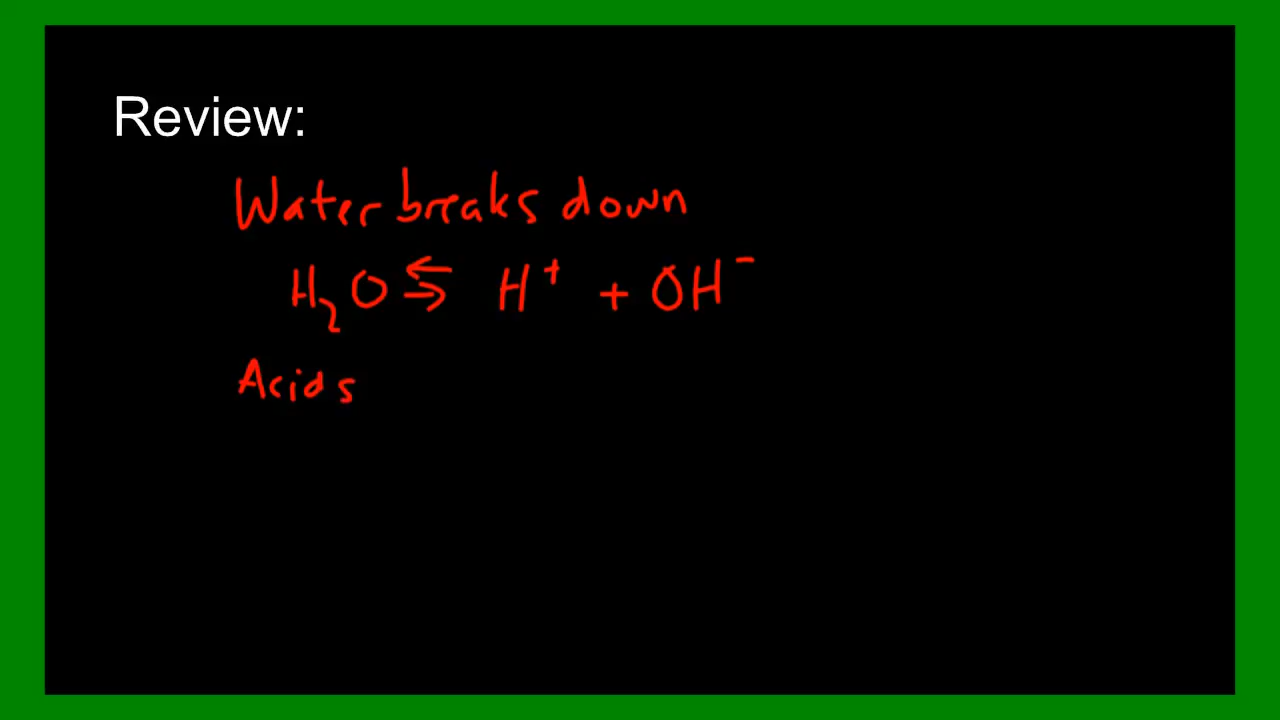 Review:
Water breaks down
H₂O ⇆ H⁺ + OH⁻
Acids